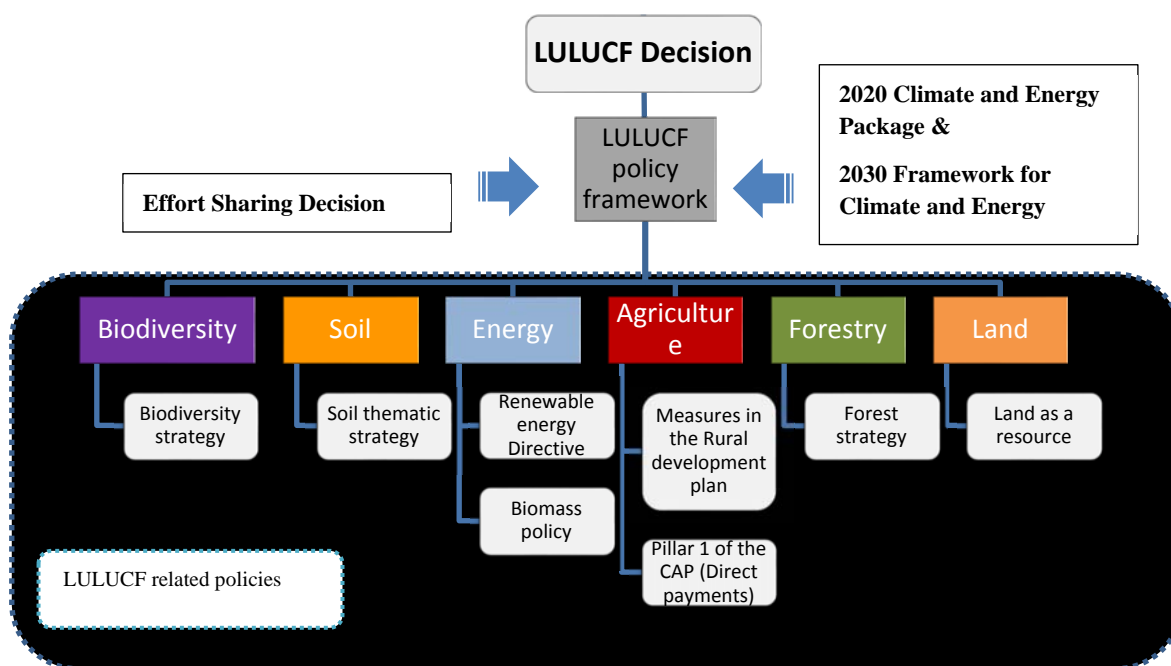 LULUCF Decision
2020 Climate and Energy
Package &
2030 Framework for
Climate and Energy
LULUCF
policy
framework
Effort Sharing Decision
Biodiversity
Soil
Energy
Agricultur
e
Forestry
Land
Biodiversity
strategy
Soil thematic
strategy
Renewable
energy
Directive
Measures in
the Rural
development
plan
Forest
strategy
Land as a
resource
Biomass
policy
Pillar 1 of the
CAP (Direct
payments)
LULUCF related policies